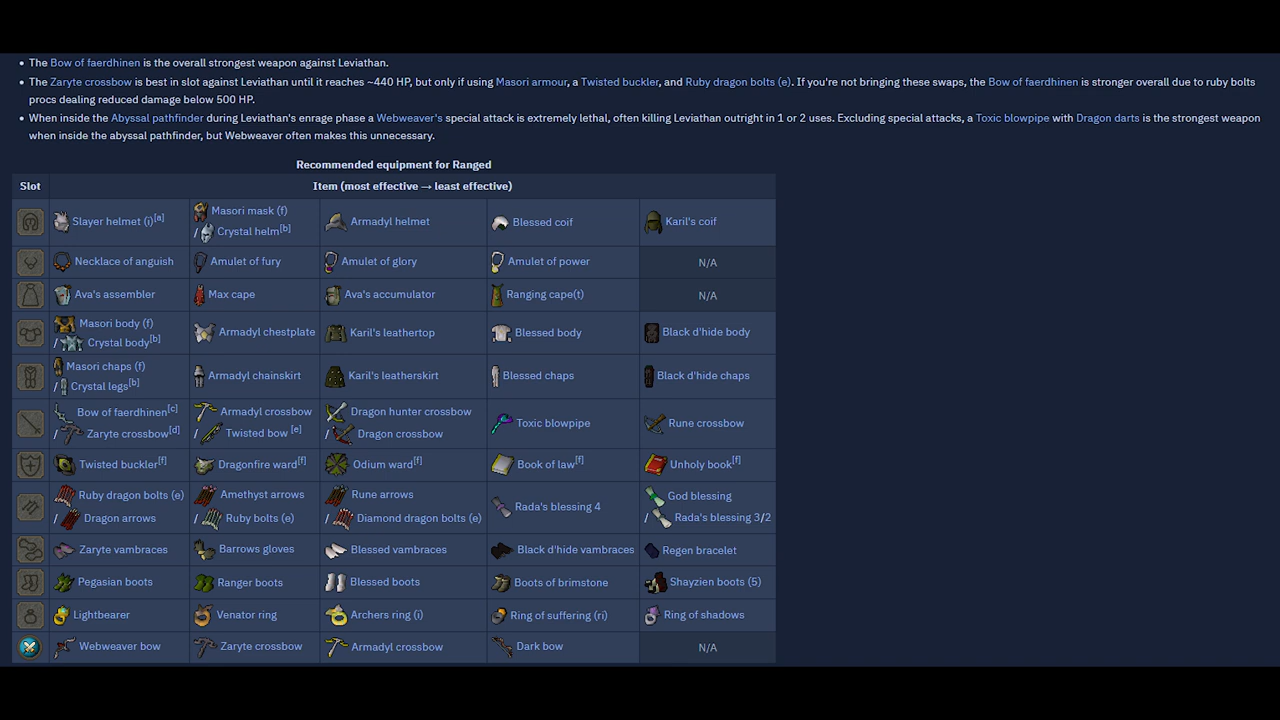 The Bow of faerdhinen is the overall strongest weapon against Leviathan.
The Zaryte crossbow is best in slot against Leviathan until it reaches ~440 HP, but only if using Masori armour, a Twisted buckler, and Ruby dragon bolts (e). If you're not bringing these swaps, the Bow of faerdhinen is stronger overall due to ruby bolts
procs dealing reduced damage below 500 HP.
When inside the Abyssal pathfinder during Leviathan's enrage phase a Webweaver's special attack is extremely lethal, often killing Leviathan outright in 1 or 2 uses. Excluding special attacks, a Toxic blowpipe with Dragon darts is the strongest weapon
when inside the abyssal pathfinder, but Webweaver often makes this unnecessary.
Recommended equipment for Ranged
Slot Item (most effective → least effective)
Slayer helmet (i)[a] Masori mask (f) / Crystal helm[b] Armadyl helmet Blessed coif Karil's coif
Necklace of anguish Amulet of fury Amulet of glory Amulet of power N/A
Ava's assembler Max cape Ava's accumulator Ranging cape(t) N/A
Masori body (f) / Crystal body[b] Armadyl chestplate Karil's leathertop Blessed body Black d'hide body
Masori chaps (f) / Crystal legs[b] Armadyl chainskirt Karil's leatherskirt Blessed chaps Black d'hide chaps
Bow of faerdhinen[c] / Zaryte crossbow[d] Armadyl crossbow / Twisted bow [e] Dragon hunter crossbow / Dragon crossbow Toxic blowpipe Rune crossbow
Twisted buckler[f] Dragonfire ward[f] Odium ward[f] Book of law[f] Unholy book[f]
Ruby dragon bolts (e) / Dragon arrows Amethyst arrows / Ruby bolts (e) Rune arrows / Diamond dragon bolts (e) Rada's blessing 4 God blessing / Rada's blessing 3/2
Zaryte vambraces Barrows gloves Blessed vambraces Black d'hide vambraces Regen bracelet
Pegasian boots Ranger boots Blessed boots Boots of brimstone Shayzien boots (5)
Lightbearer Venator ring Archers ring (i) Ring of suffering (ri) Ring of shadows
Webweaver bow Zaryte crossbow Armadyl crossbow Dark bow N/A